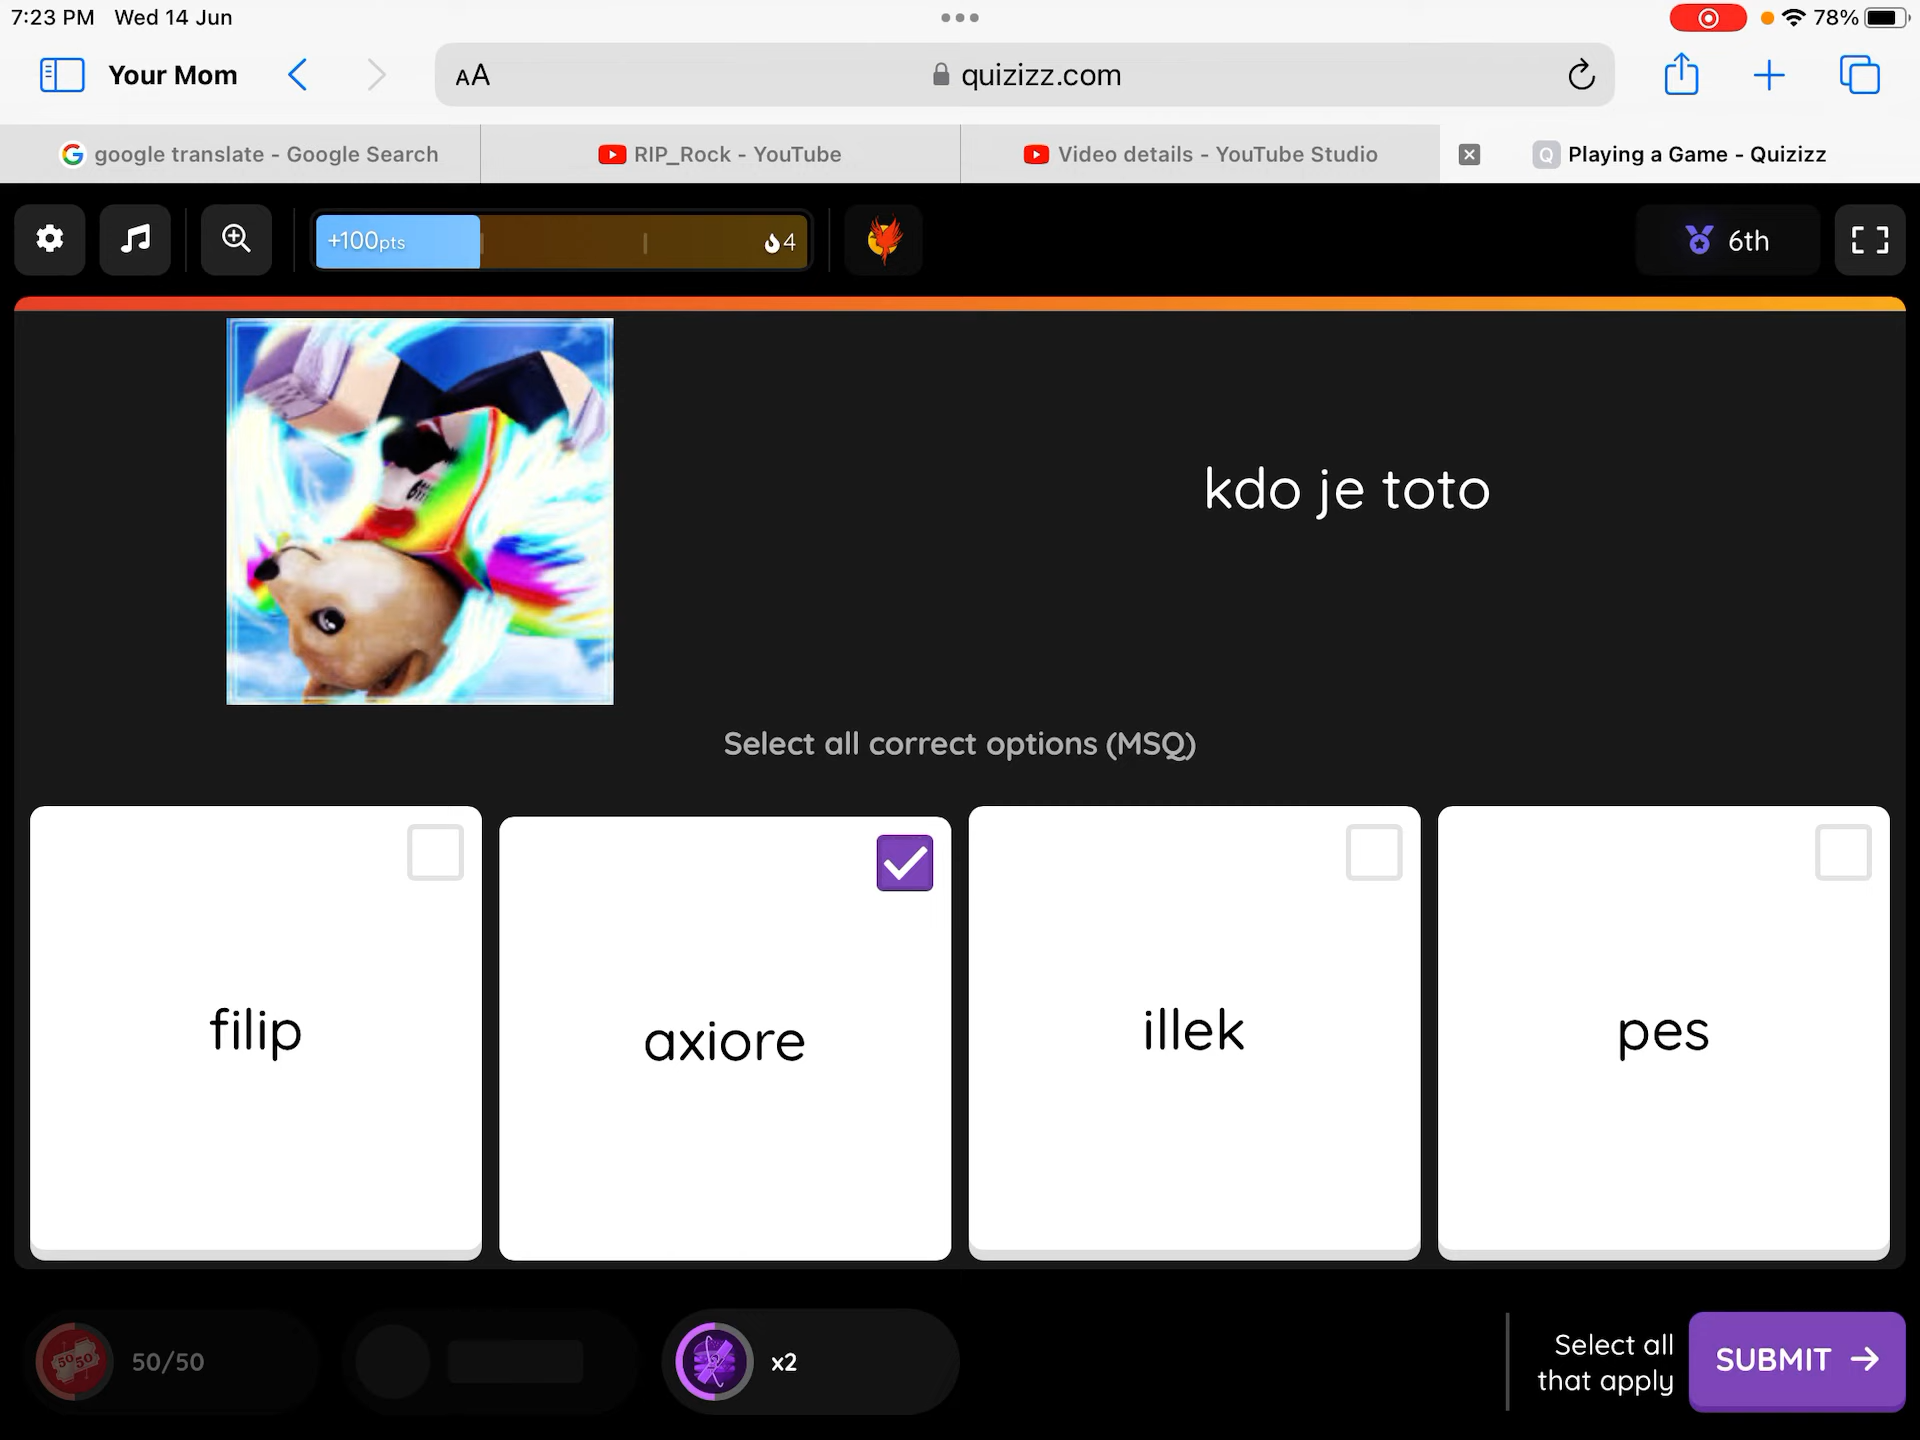 7:23 PM Wed 14 Jun
78%
Your Mom
AA
quizizz.com
google translate - Google Search
RIP_Rock - YouTube
Video details - YouTube Studio
Q
Playing a Game - Quizizz
+100pts
4
6th
kdo je toto
Select all correct options (MSQ)
filip
axiore
illek
pes
50 50
50/50
x2
Select all
that apply
SUBMIT